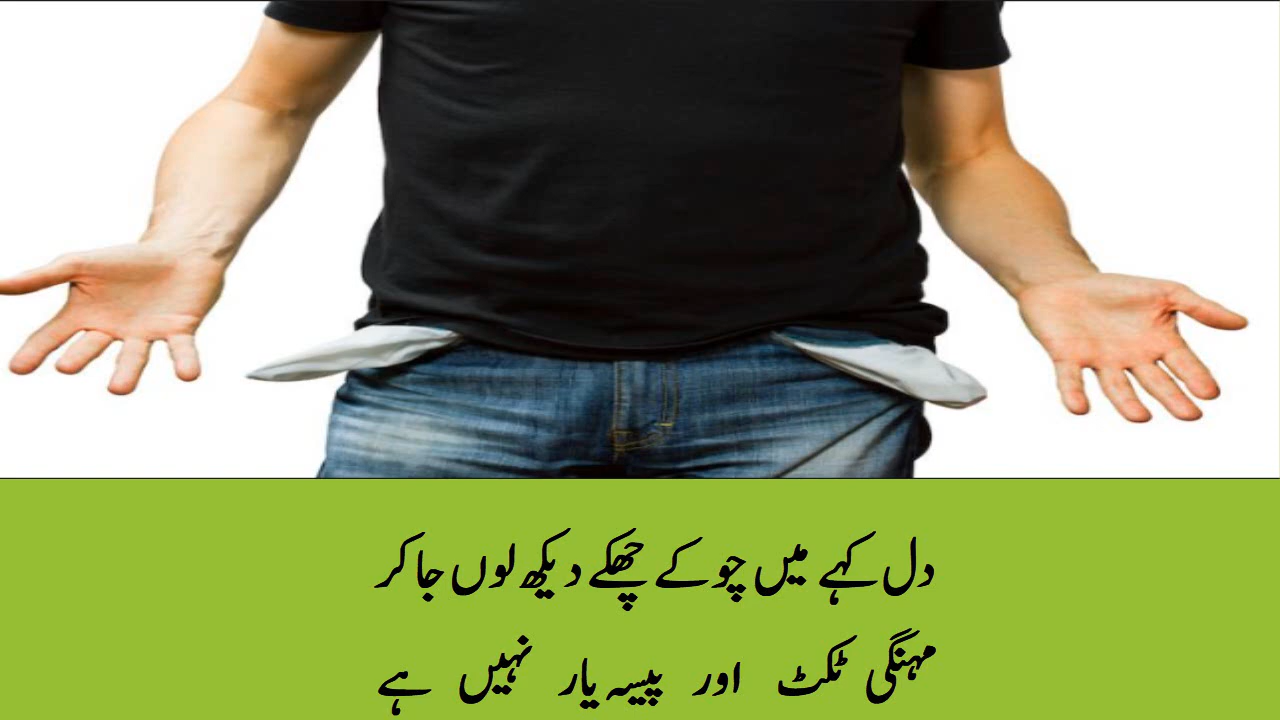 دل کہے میں چوکے چھکے دیکھ لوں جا کر
مہنگی ٹکٹ اور پیسہ یار نہیں ہے